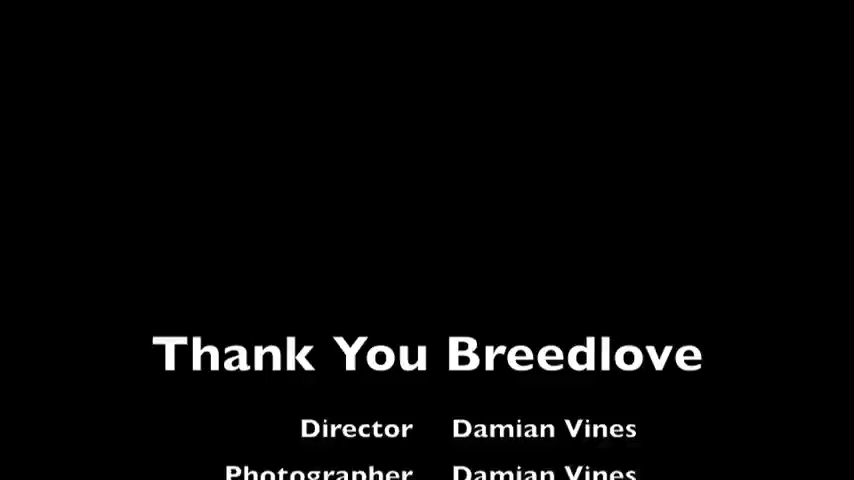 Thank You Breedlove
Director Damian Vines
Photographer Damian Vines